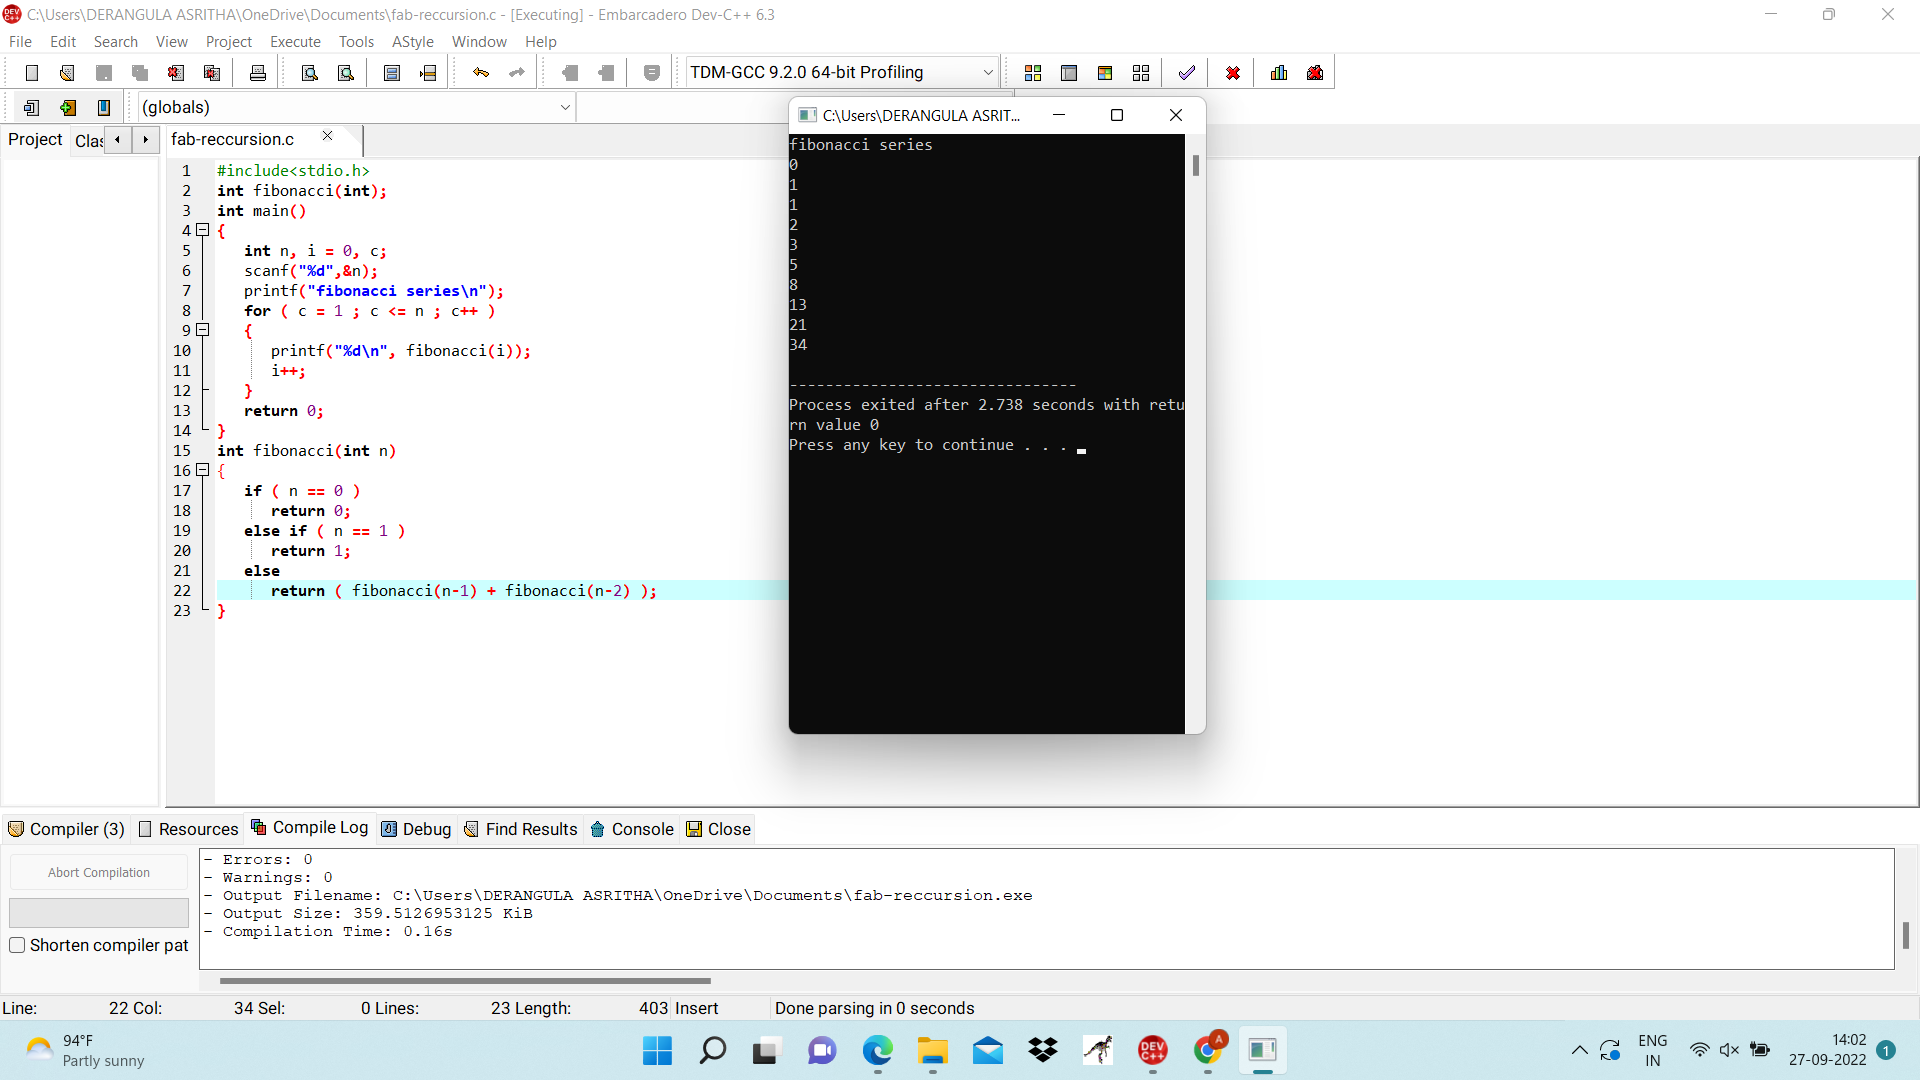 C:\Users\DERANGULA ASRITHA\OneDrive\Documents\fab-reccursion.c - [Executing] - Embarcadero Dev-C++ 6.3
File Edit Search View Project Execute Tools AStyle Window Help
TDM-GCC 9.2.0 64-bit Profiling
(globals)
Project Clas fab-reccursion.c
1 #include<stdio.h>
2 int fibonacci(int);
3 int main()
4 {
5 int n, i = 0, c;
6 scanf("%d",&n);
7 printf("fibonacci series\n");
8 for ( c = 1 ; c <= n ; c++ )
9 {
10 printf("%d\n", fibonacci(i));
11 i++;
12 }
13 return 0;
14 }
15 int fibonacci(int n)
16 {
17 if ( n == 0 )
18 return 0;
19 else if ( n == 1 )
20 return 1;
21 else
22 return ( fibonacci(n-1) + fibonacci(n-2) );
23 }
C:\Users\DERANGULA ASRIT...
fibonacci series
0
1
1
2
3
5
8
13
21
34
--------------------------------
Process exited after 2.738 seconds with retu
rn value 0
Press any key to continue . . .
Compiler (3) Resources Compile Log Debug Find Results Console Close
Abort Compilation
Shorten compiler pat
- Errors: 0
- Warnings: 0
- Output Filename: C:\Users\DERANGULA ASRITHA\OneDrive\Documents\fab-reccursion.exe
- Output Size: 359.5126953125 KiB
- Compilation Time: 0.16s
Line: 22 Col: 34 Sel: 0 Lines: 23 Length: 403 Insert Done parsing in 0 seconds
94°F
Partly sunny
DEV C++
A
ENG
IN
14:02
27-09-2022
1